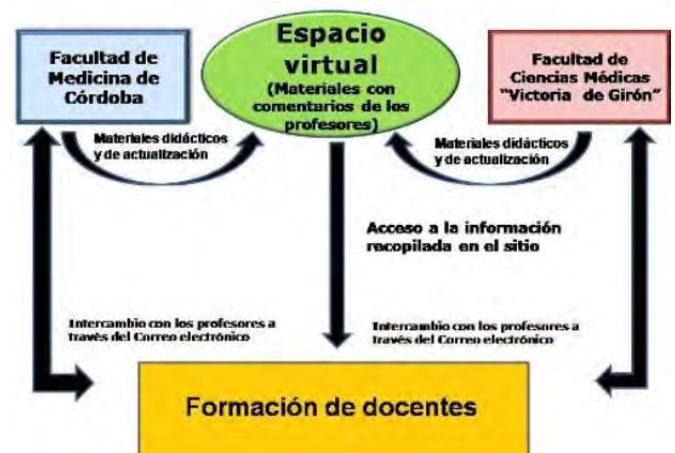 Facultad de
Medicina de
Córdoba
Espacio
virtual
(Materiales con
comentarios de los
profesores)
Facultad de
Ciencias Médicas
"Victoria de Girón"
Materiales didácticos
y de actualización
Materiales didácticos
y de actualización
Acceso a la información
recopilada en el sitio
Intercambio con los profesores a
través del Correo electrónico
Intercambio con los profesores a
través del Correo electrónico
Formación de docentes